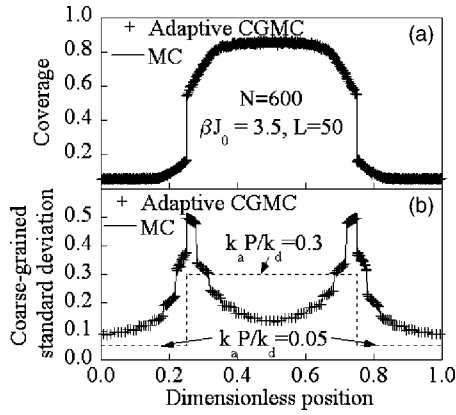 1.0
0.8
0.6
0.4
0.2
Coverage
+ Adaptive CGMC
— MC
(a)
N=600
βJ0 = 3.5, L=50
0.5
0.4
0.3
0.2
0.1
0
Coarse-grained
standard deviation
+ Adaptive CGMC
— MC
(b)
kaP/kd=0.3
kaP/kd=0.05
0.0 0.2 0.4 0.6 0.8 1.0
Dimensionless position